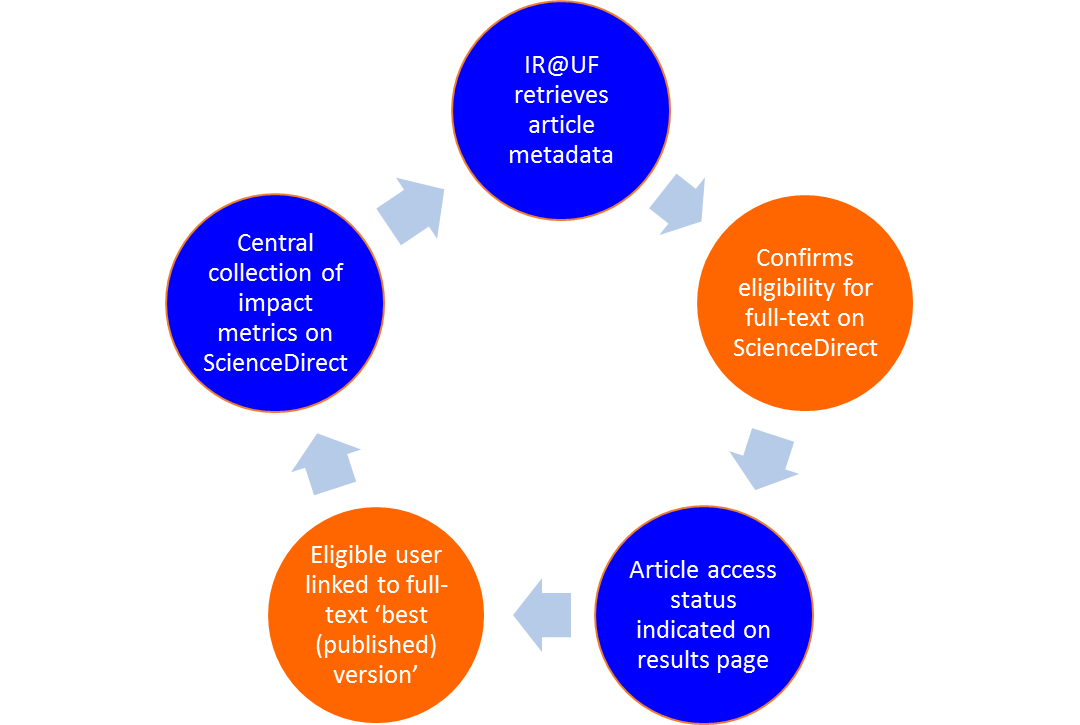 IR@UF
retrieves
article
metadata
Confirms
eligibility for
full-text on
ScienceDirect
Article access
status
indicated on
results page
Eligible user
linked to full-
text ‘best
(published)
version’
Central
collection of
impact
metrics on
ScienceDirect